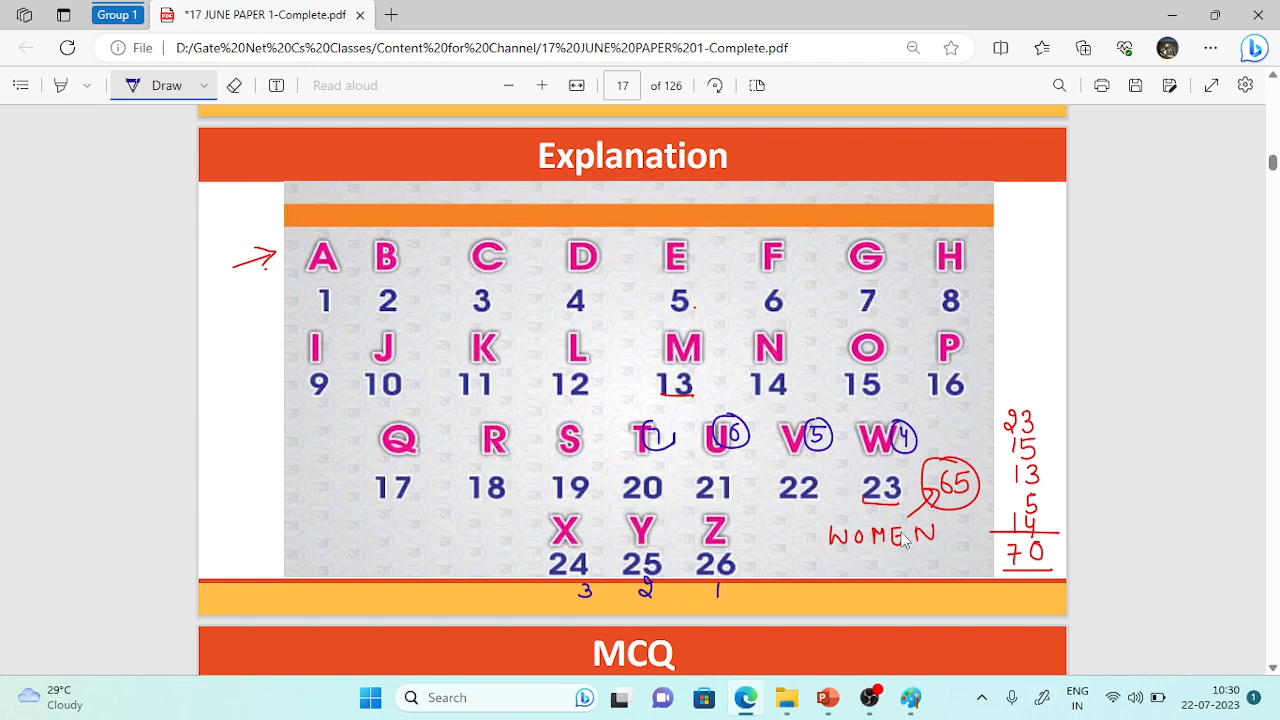 Group 1
*17 JUNE PAPER 1-Complete.pdf
File D:/Gate%20Net%20Cs%20Classes/Content%20for%20Channel/17%20JUNE%20PAPER%201-Complete.pdf
Draw
Read aloud
17 of 126
Explanation
A B C D E F G H
1 2 3 4 5 6 7 8
I J K L M N O P
9 10 11 12 13 14 15 16
Q R S T 7 U 6 V 5 W 4
17 18 19 20 21 22 23 65
X Y Z
24 25 26
3 2 1
WOMEN
23
15
13
5
14
70
MCQ
29°C
Cloudy
Search
ENG
IN
10:30
22-07-2023
1